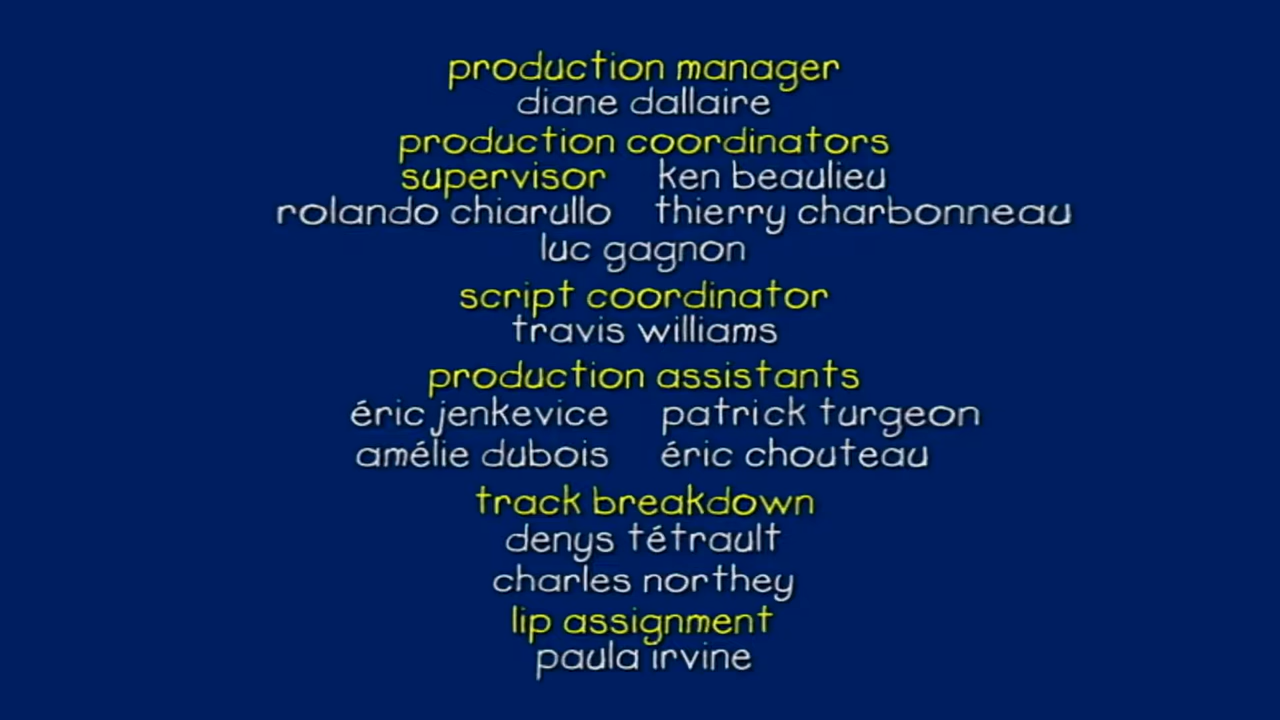 production manager
diane dallaire
production coordinators
supervisor ken beaulieu
rolando chiarullo thierry charbonneau
luc gagnon
script coordinator
travis williams
production assistants
éric jenkevice patrick turgeon
amélie dubois éric chouteau
track breakdown
denys tétrault
charles northey
lip assignment
paula irvine